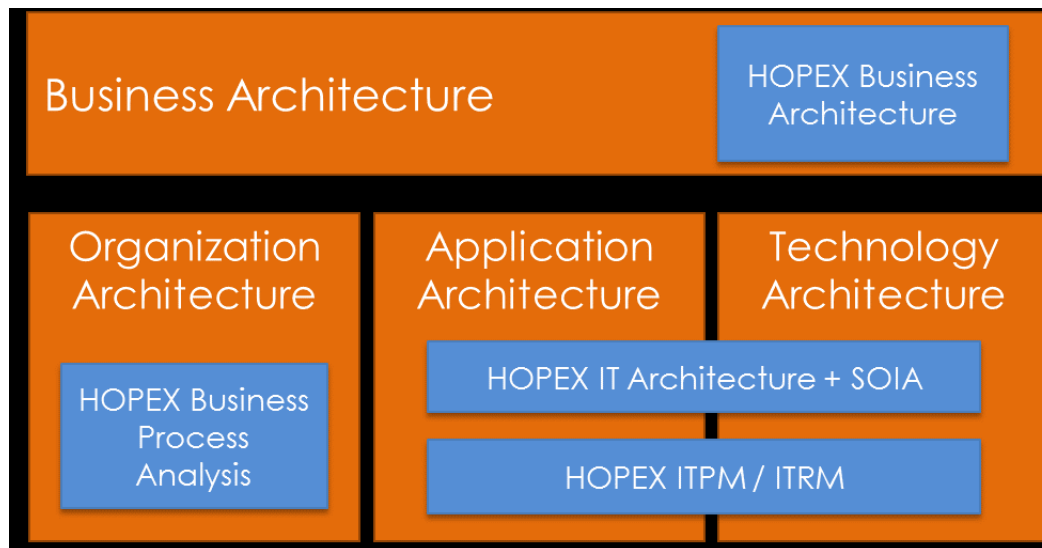 Business Architecture
HOPEX Business
Architecture
Organization
Architecture
HOPEX Business
Process
Analysis
Application
Architecture
Technology
Architecture
HOPEX IT Architecture + SOIA
HOPEX ITPM / ITRM